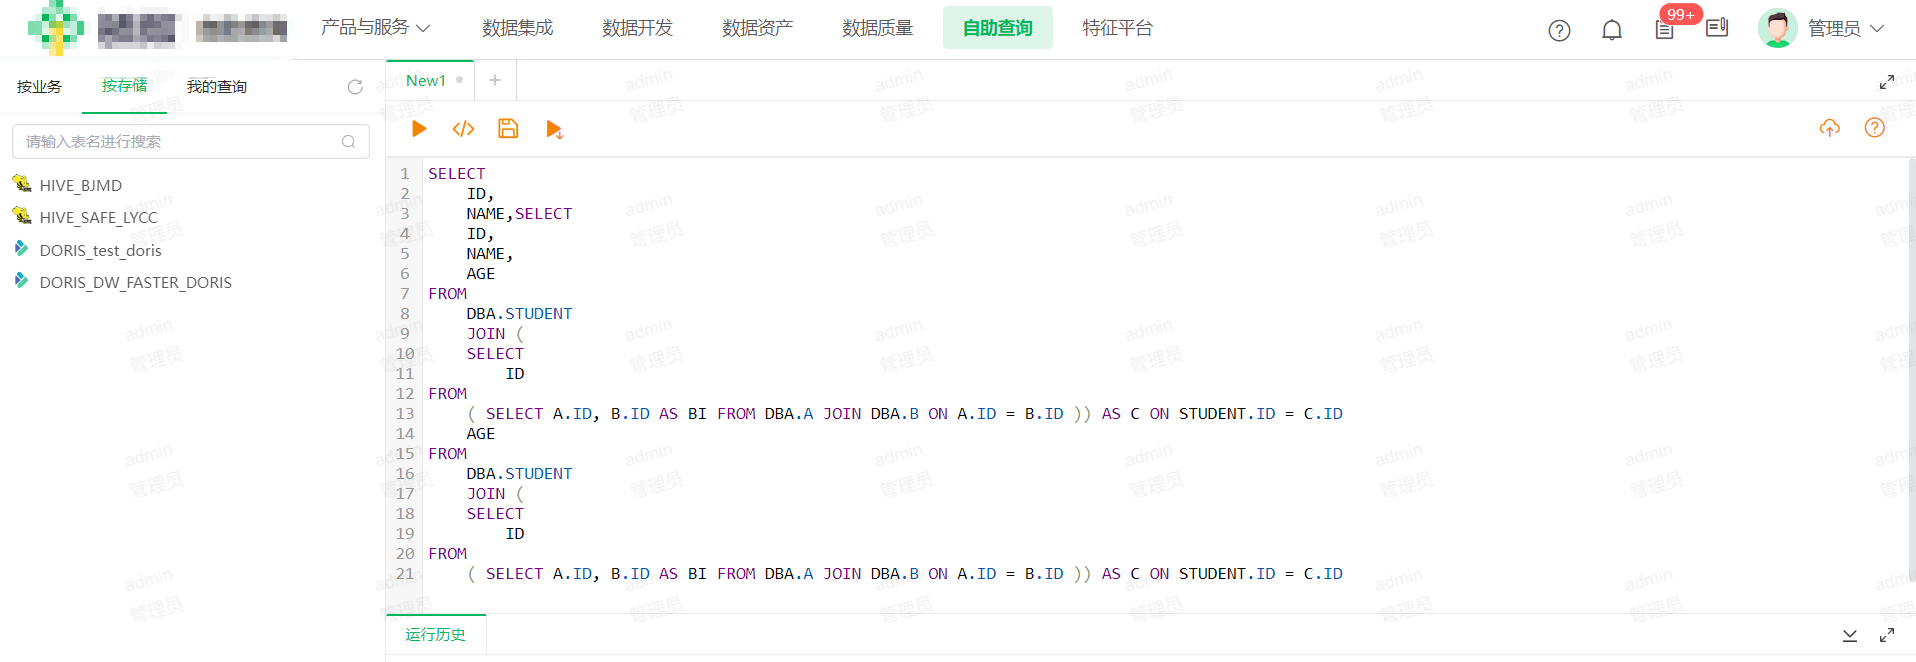 产品与服务 数据集成 数据开发 数据资产 数据质量 自助查询 特征平台 99+ 管理员
按业务 按存储 我的查询
请输入表名进行搜索
HIVE_BJMD
HIVE_SAFE_LYCC
DORIS_test_doris
DORIS_DW_FASTER_DORIS
New1
1 SELECT
2 ID,
3 NAME,SELECT
4 ID,
5 NAME,
6 AGE
7 FROM
8 DBA.STUDENT
9 JOIN (
10 SELECT
11 ID
12 FROM
13 ( SELECT A.ID, B.ID AS BI FROM DBA.A JOIN DBA.B ON A.ID = B.ID )) AS C ON STUDENT.ID = C.ID
14 AGE
15 FROM
16 DBA.STUDENT
17 JOIN (
18 SELECT
19 ID
20 FROM
21 ( SELECT A.ID, B.ID AS BI FROM DBA.A JOIN DBA.B ON A.ID = B.ID )) AS C ON STUDENT.ID = C.ID
运行历史
admin
管理员